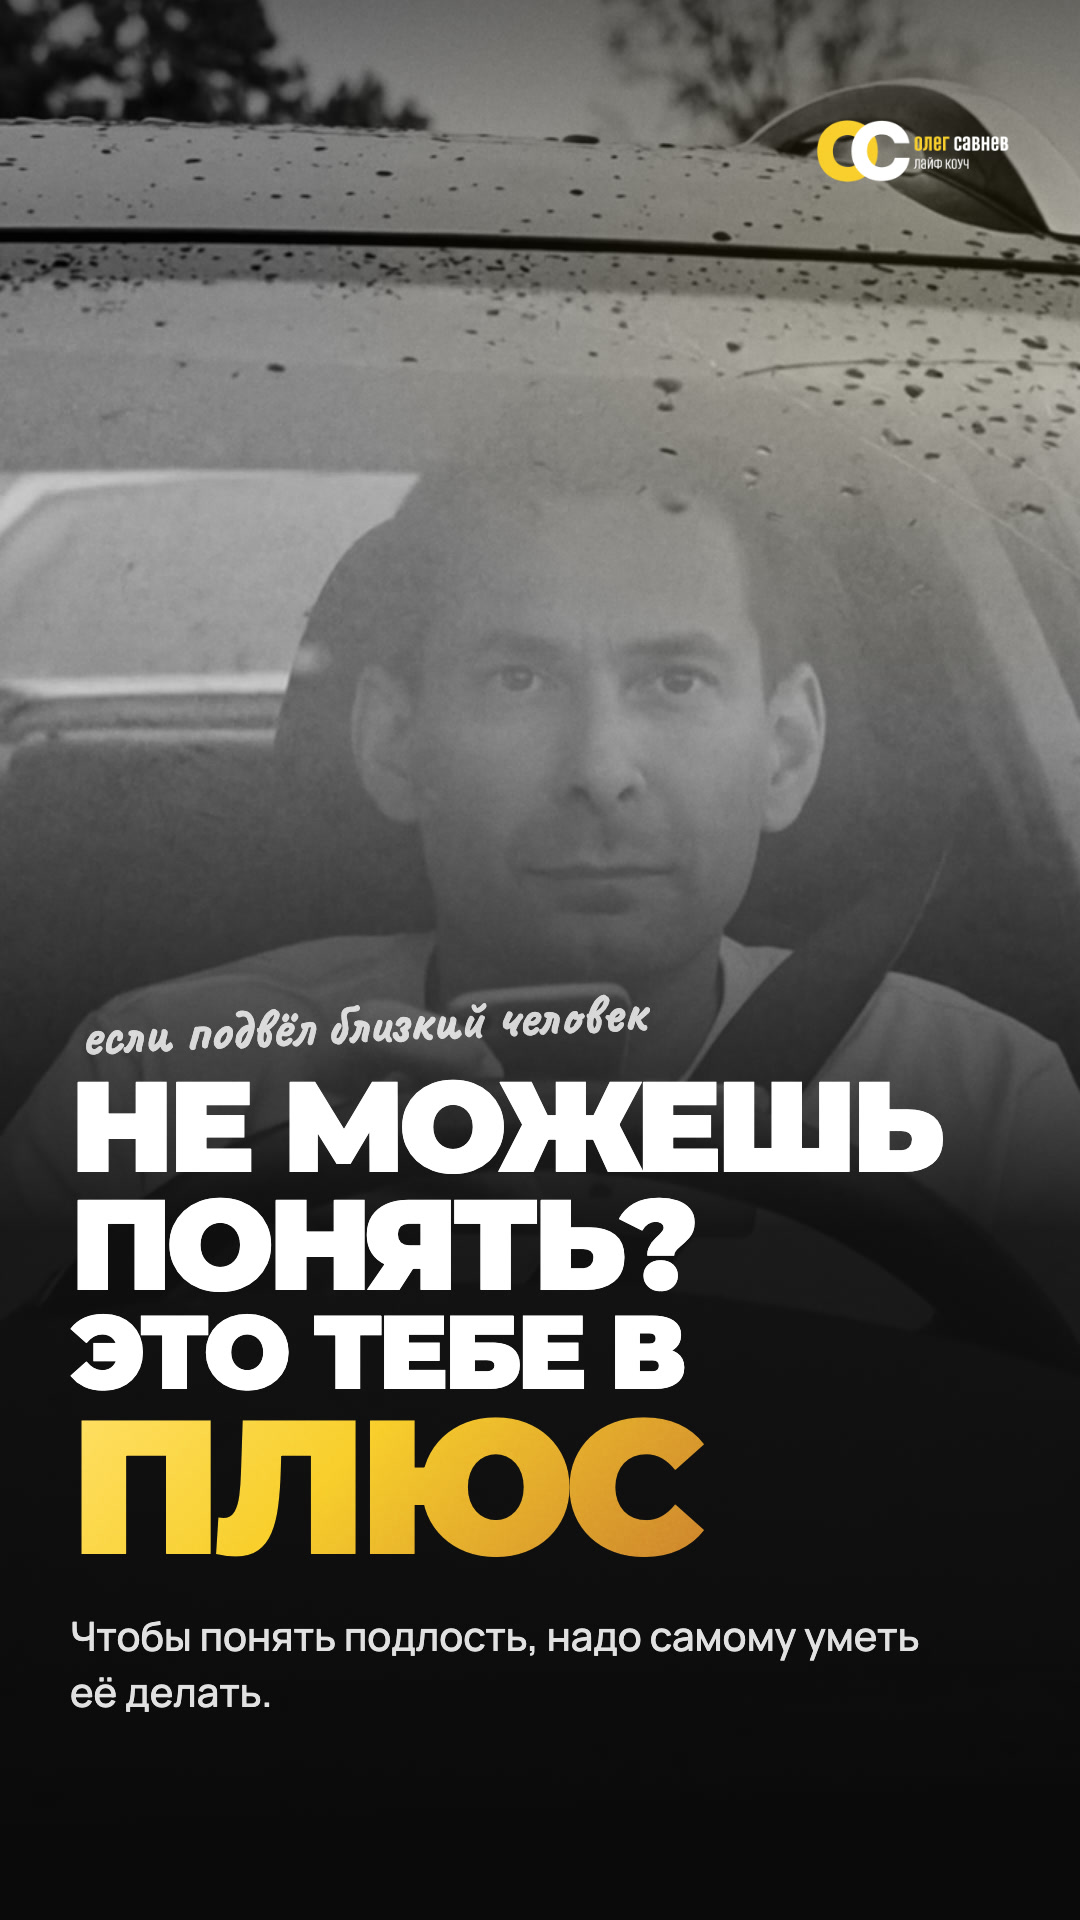 ОС олег савнев
лайф коуч
если подвёл близкий человек
НЕ МОЖЕШЬ
ПОНЯТЬ?
ЭТО ТЕБЕ В
ПЛЮС
Чтобы понять подлость, надо самому уметь
её делать.